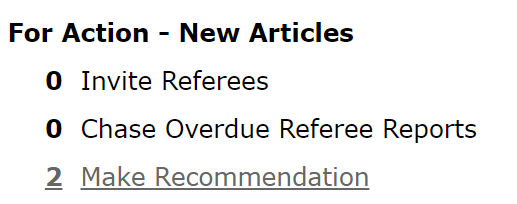 For Action - New Articles
0 Invite Referees
0 Chase Overdue Referee Reports
2 Make Recommendation